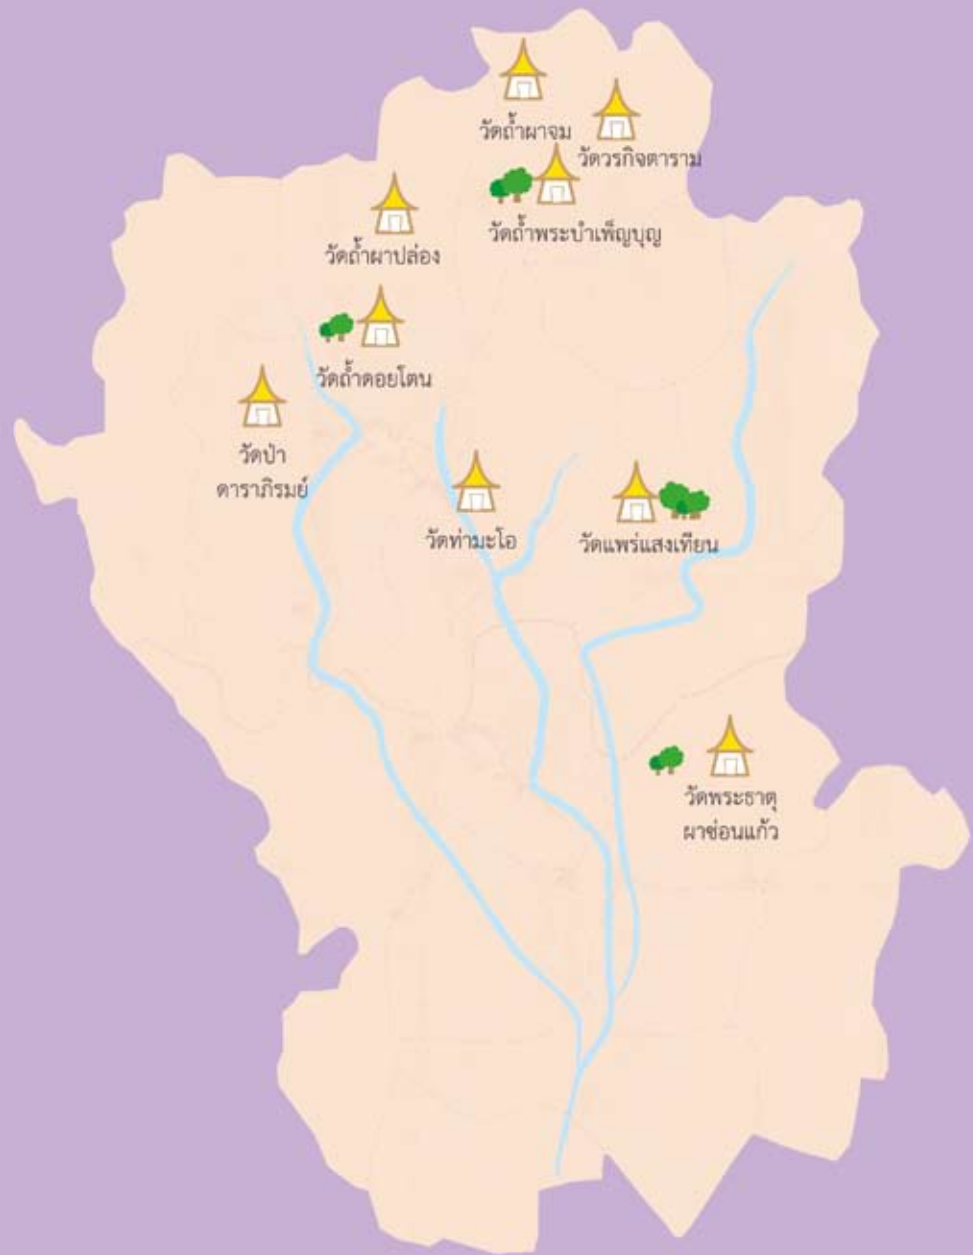 วัดถ้ำผาจม
วัดวรกิจตาราม
วัดถ้ำพระบำเพ็ญบุญ
วัดถ้ำผาปล่อง
วัดถ้ำดอยโตน
วัดป่า
ดาราภิรมย์
วัดท่ามะโอ
วัดแพร่แสงเทียน
วัดพระธาตุ
ผาซ่อนแก้ว